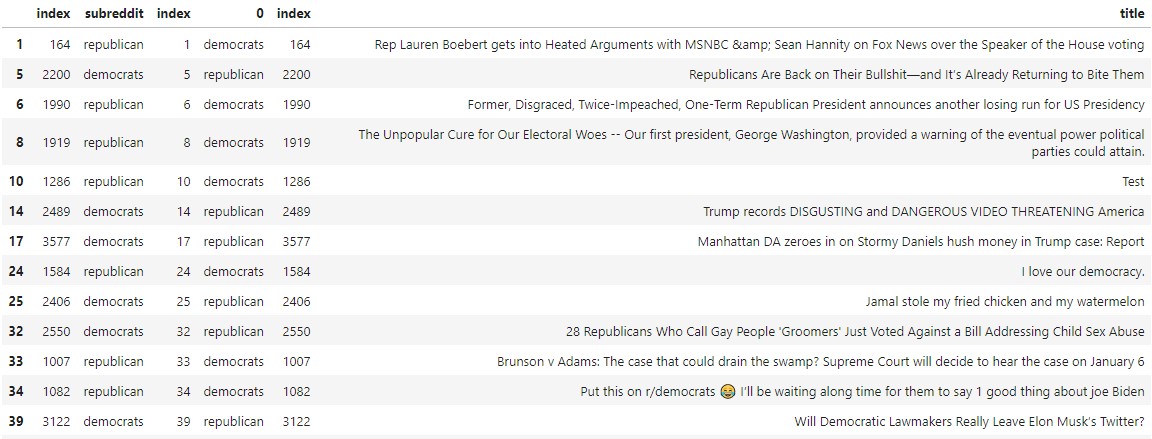 index subreddit index 0 index title
1 164 republican 1 democrats 164 Rep Lauren Boebert gets into Heated Arguments with MSNBC &amp; Sean Hannity on Fox News over the Speaker of the House voting
5 2200 democrats 5 republican 2200 Republicans Are Back on Their Bullshit—and It's Already Returning to Bite Them
6 1990 republican 6 democrats 1990 Former, Disgraced, Twice-Impeached, One-Term Republican President announces another losing run for US Presidency
8 1919 republican 8 democrats 1919 The Unpopular Cure for Our Electoral Woes -- Our first president, George Washington, provided a warning of the eventual power political
parties could attain.
10 1286 republican 10 democrats 1286 Test
14 2489 democrats 14 republican 2489 Trump records DISGUSTING and DANGEROUS VIDEO THREATENING America
17 3577 democrats 17 republican 3577 Manhattan DA zeroes in on Stormy Daniels hush money in Trump case: Report
24 1584 republican 24 democrats 1584 I love our democracy.
25 2406 democrats 25 republican 2406 Jamal stole my fried chicken and my watermelon
32 2550 democrats 32 republican 2550 28 Republicans Who Call Gay People 'Groomers' Just Voted Against a Bill Addressing Child Sex Abuse
33 1007 republican 33 democrats 1007 Brunson v Adams: The case that could drain the swamp? Supreme Court will decide to hear the case on January 6
34 1082 republican 34 democrats 1082 Put this on r/democrats 😂 I'll be waiting along time for them to say 1 good thing about joe Biden
39 3122 democrats 39 republican 3122 Will Democratic Lawmakers Really Leave Elon Musk's Twitter?